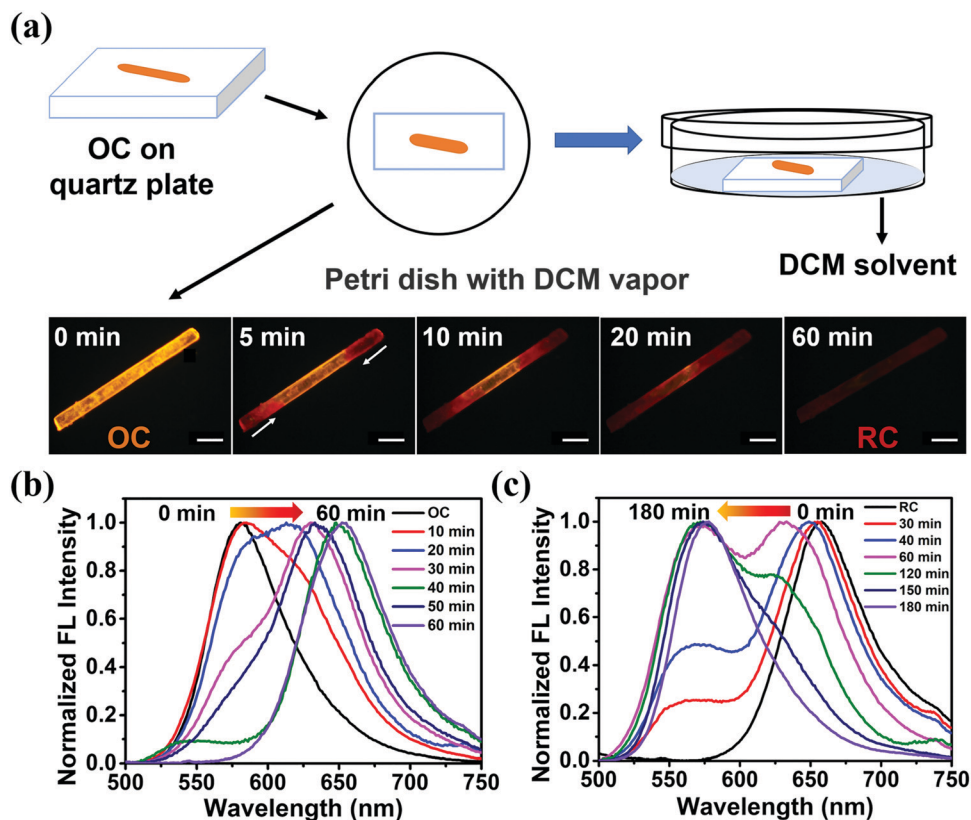 (a)
OC on
quartz plate
DCM solvent
Petri dish with DCM vapor
0 min
5 min
10 min
20 min
60 min
OC
RC
(b)
0 min
60 min
OC
10 min
20 min
30 min
40 min
50 min
60 min
Normalized FL Intensity
1.0
0.8
0.6
0.4
0.2
0.0
500 550 600 650 700 750
Wavelength (nm)
(c)
180 min
0 min
RC
30 min
40 min
60 min
120 min
150 min
180 min
Normalized FL Intensity
1.0
0.8
0.6
0.4
0.2
0.0
500 550 600 650 700 750
Wavelength (nm)